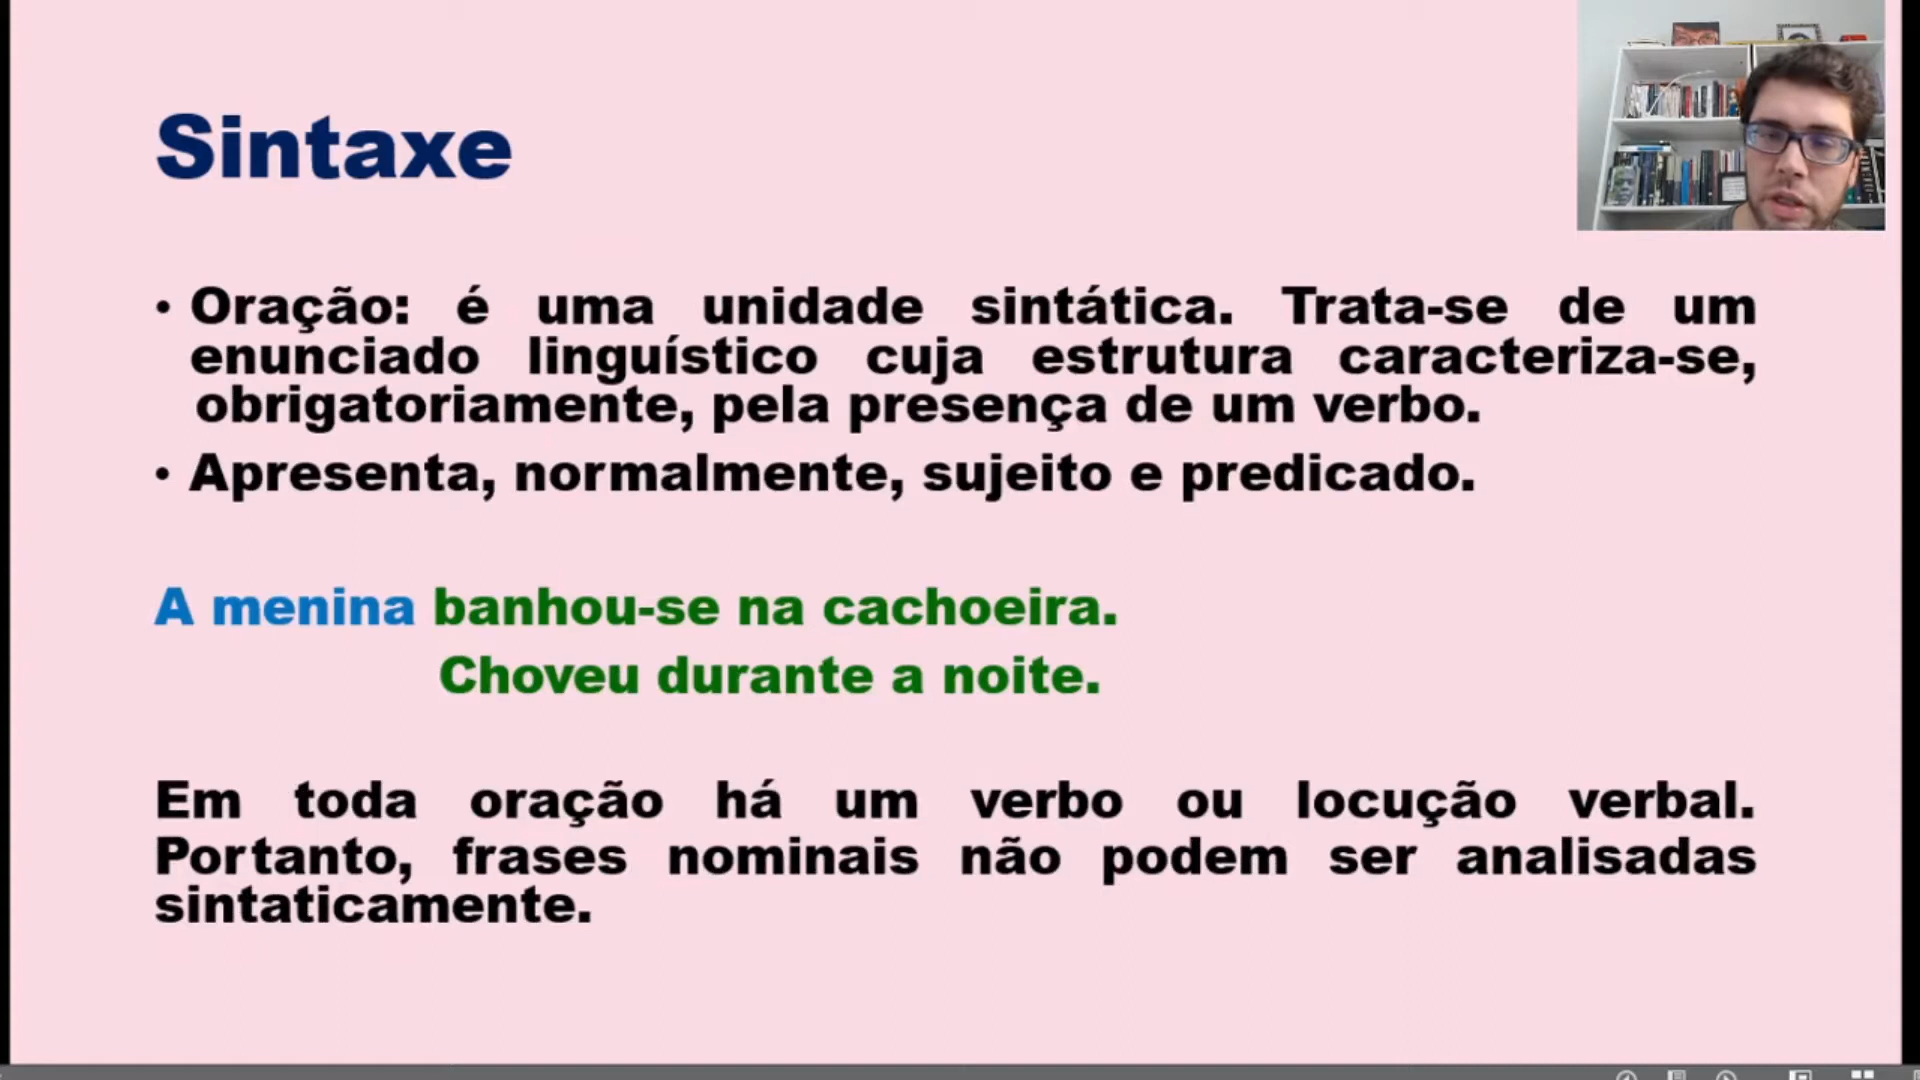 Sintaxe
• Oração: é uma unidade sintática. Trata-se de um
enunciado linguístico cuja estrutura caracteriza-se,
obrigatoriamente, pela presença de um verbo.
• Apresenta, normalmente, sujeito e predicado.
A menina banhou-se na cachoeira.
Choveu durante a noite.
Em toda oração há um verbo ou locução verbal.
Portanto, frases nominais não podem ser analisadas
sintaticamente.